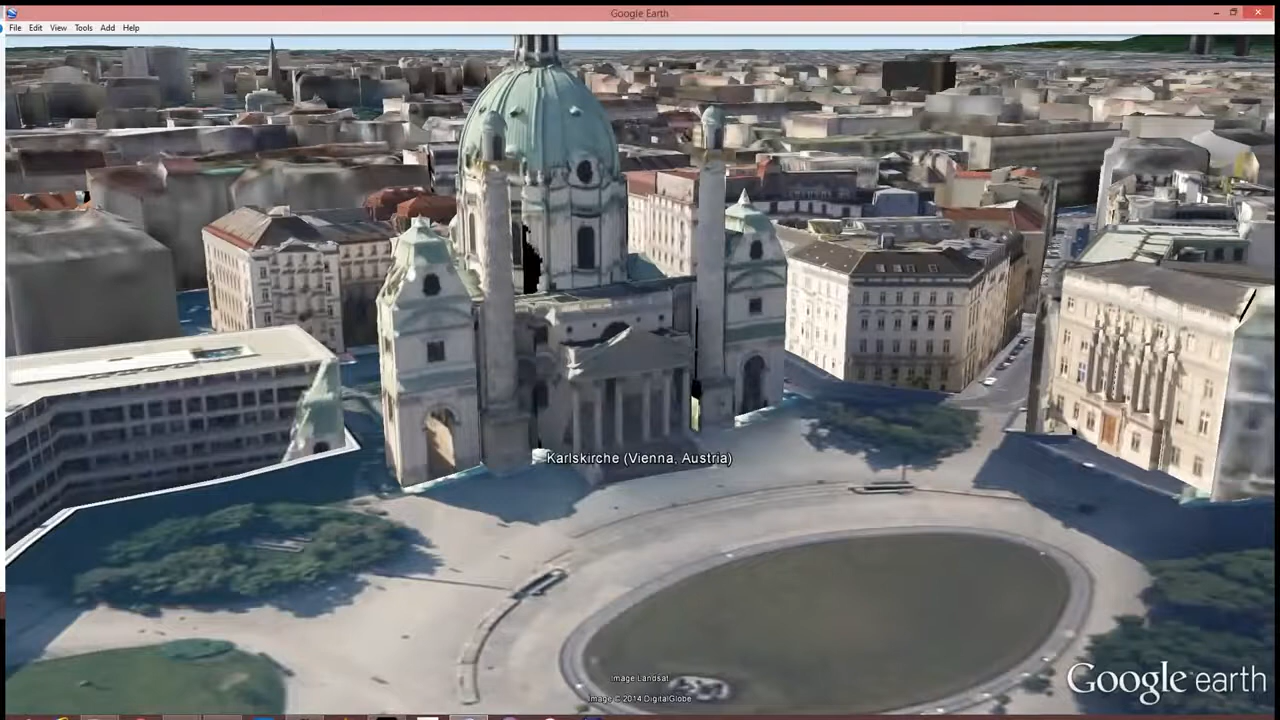 Google Earth
File Edit View Tools Add Help
Karlskirche (Vienna, Austria)
Image Landsat
Image © 2014 DigitalGlobe
Google earth